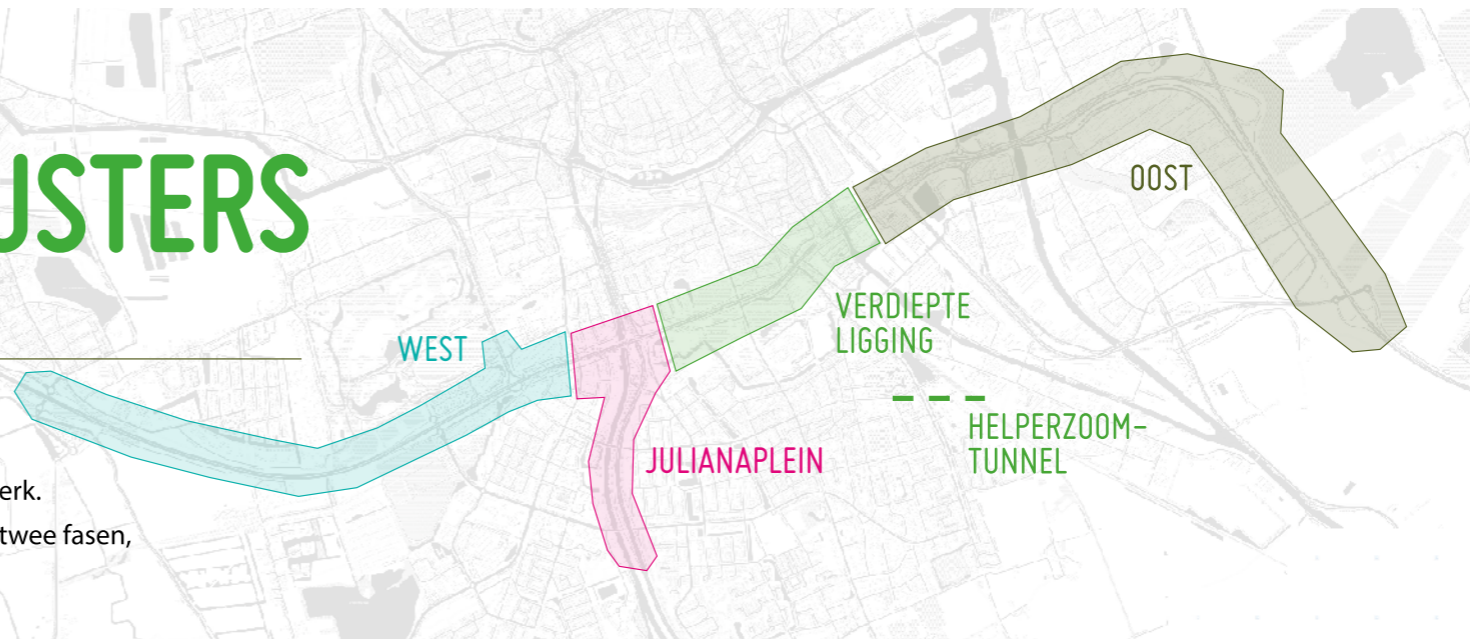 USTERS
erk.
twee fasen,
WEST
JULIANAPLEIN
VERDIEPTE
LIGGING
HELPERZOOM-
TUNNEL
OOST